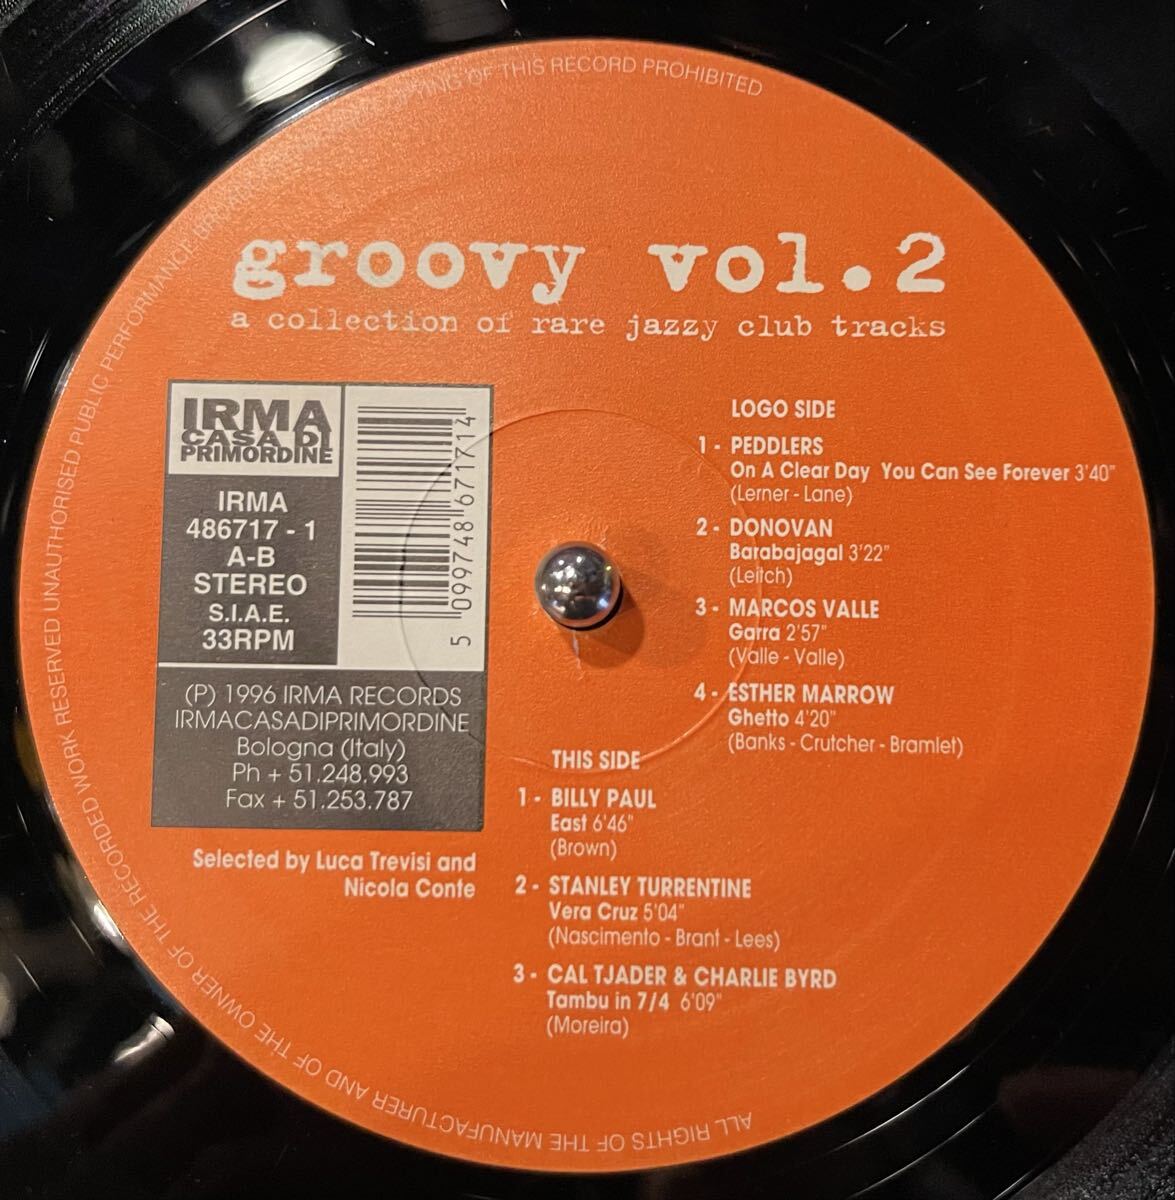 groovy vol.2
a collection of rare jazzy club tracks
IRMA
CASA DI
PRIMORDINE
IRMA
486717 - 1
A-B
STEREO
S.I.A.E.
33RPM
5 099748 671714
(P) 1996 IRMA RECORDS
IRMACASADIPRIMORDINE
Bologna (Italy)
Ph + 51.248.993
Fax + 51.253.787
Selected by Luca Trevisi and
Nicola Conte
LOGO SIDE
1 - PEDDLERS
On A Clear Day You Can See Forever 3'40"
(Lerner - Lane)
2 - DONOVAN
Barabajagal 3'22"
(Leitch)
3 - MARCOS VALLE
Garra 2'57"
(Valle - Valle)
4 - ESTHER MARROW
Ghetto 4'20"
(Banks - Crutcher - Bramlet)
THIS SIDE
1 - BILLY PAUL
East 6'46"
(Brown)
2 - STANLEY TURRENTINE
Vera Cruz 5'04"
(Nascimento - Brant - Lees)
3 - CAL TJADER & CHARLIE BYRD
Tambu in 7/4 6'09"
(Moreira)
ALL RIGHTS OF THE MANUFACTURER AND OF THE OWNER OF THE RECORDED WORK RESERVED UNAUTHORISED PUBLIC PERFORMANCE OF THIS RECORD PROHIBITED